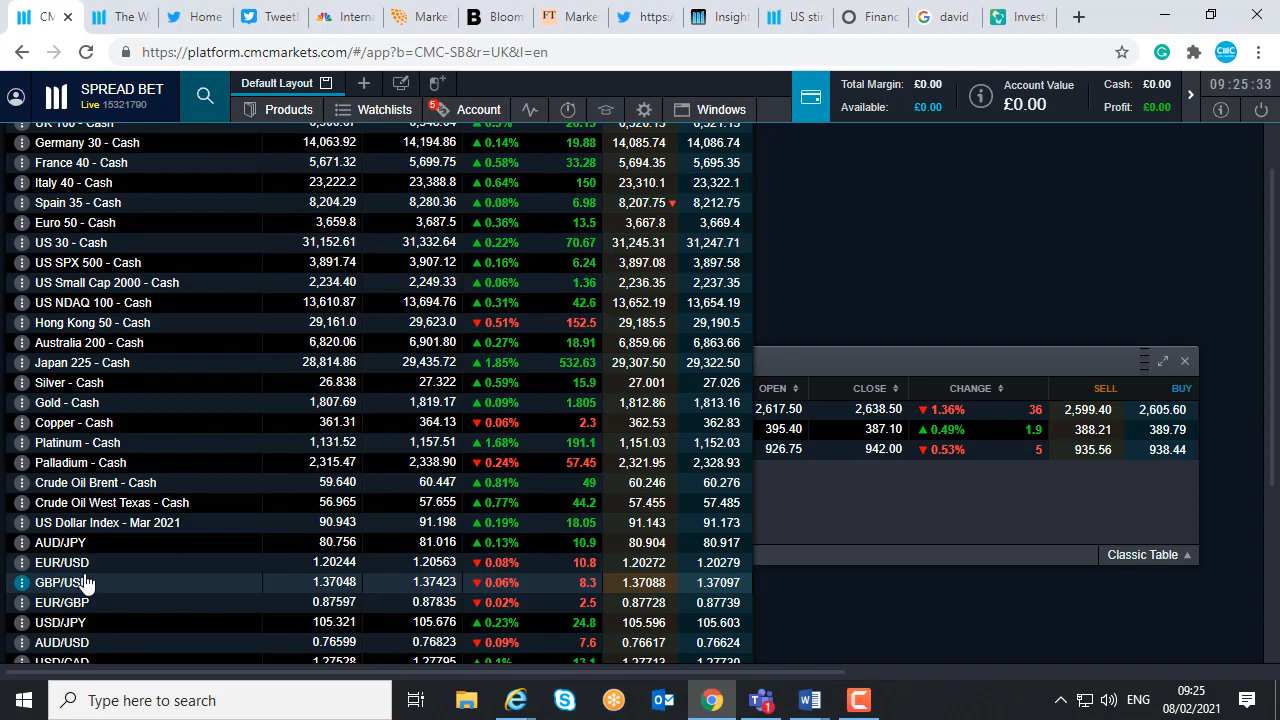 CM
The W
Home
TweetD
Intern
Marke
Bloom
FT Marke
https:/
Insigh
US stir
Financ
david
Invest
https://platform.cmcmarkets.com/#/app?b=CMC-SB&r=UK&l=en
CMC
SPREAD BET
Live 15321790
Default Layout
Products
Watchlists
5 Account
Windows
Total Margin: £0.00
Available: £0.00
Account Value
£0.00
Cash: £0.00
Profit: £0.00
09:25:33
UK 100 - Cash
Germany 30 - Cash 14,063.92 14,194.86 0.14% 19.88 14,085.74 14,086.74
France 40 - Cash 5,671.32 5,699.75 0.58% 33.28 5,694.35 5,695.35
Italy 40 - Cash 23,222.2 23,388.8 0.64% 150 23,310.1 23,322.1
Spain 35 - Cash 8,204.29 8,280.36 0.08% 6.98 8,207.75 8,212.75
Euro 50 - Cash 3,659.8 3,687.5 0.36% 13.5 3,667.8 3,669.4
US 30 - Cash 31,152.61 31,332.64 0.22% 70.67 31,245.31 31,247.71
US SPX 500 - Cash 3,891.74 3,907.12 0.16% 6.24 3,897.08 3,897.58
US Small Cap 2000 - Cash 2,234.40 2,249.33 0.06% 1.36 2,236.35 2,237.35
US NDAQ 100 - Cash 13,610.87 13,694.76 0.31% 42.6 13,652.19 13,654.19
Hong Kong 50 - Cash 29,161.0 29,623.0 0.51% 152.5 29,185.5 29,190.5
Australia 200 - Cash 6,820.06 6,901.80 0.27% 18.91 6,859.66 6,863.66
Japan 225 - Cash 28,814.86 29,435.72 1.85% 532.63 29,307.50 29,322.50
Silver - Cash 26.838 27.322 0.59% 15.9 27.001 27.026
Gold - Cash 1,807.69 1,819.17 0.09% 1.805 1,812.86 1,813.16
Copper - Cash 361.31 364.13 0.06% 2.3 362.53 362.83
Platinum - Cash 1,131.52 1,157.51 1.68% 191.1 1,151.03 1,152.03
Palladium - Cash 2,315.47 2,338.90 0.24% 57.45 2,321.95 2,328.93
Crude Oil Brent - Cash 59.640 60.447 0.81% 49 60.246 60.276
Crude Oil West Texas - Cash 56.965 57.655 0.77% 44.2 57.455 57.485
US Dollar Index - Mar 2021 90.943 91.198 0.19% 18.05 91.143 91.173
AUD/JPY 80.756 81.016 0.13% 10.9 80.904 80.917
EUR/USD 1.20244 1.20563 0.08% 10.8 1.20272 1.20279
GBP/USD 1.37048 1.37423 0.06% 8.3 1.37088 1.37097
EUR/GBP 0.87597 0.87835 0.02% 2.5 0.87728 0.87739
USD/JPY 105.321 105.676 0.23% 24.8 105.596 105.603
AUD/USD 0.76599 0.76823 0.09% 7.6 0.76617 0.76624
USD/CAD 1.27528 1.27795 0.1% 13.1 1.27713 1.27730
OPEN CLOSE CHANGE SELL BUY
2,617.50 2,638.50 1.36% 36 2,599.40 2,605.60
395.40 387.10 0.49% 1.9 388.21 389.79
926.75 942.00 0.53% 5 935.56 938.44
Classic Table
Type here to search
ENG
09:25
08/02/2021